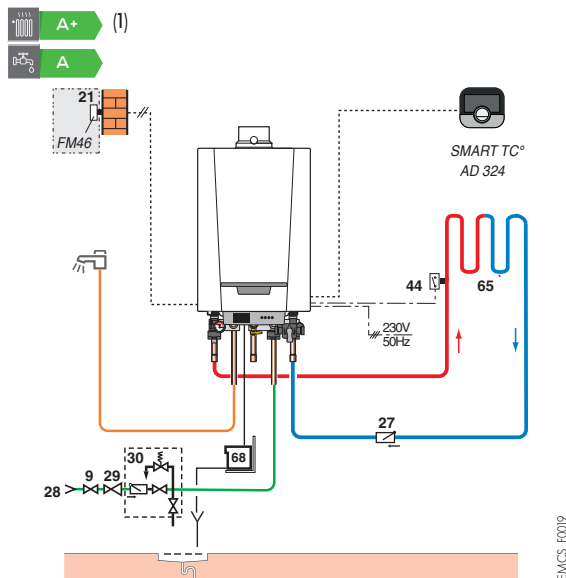 A+ (1)
A
21
FM46
SMART TC°
AD 324
44
65
230V
50Hz
27
30
68
9 29
28
EMCS_F0019